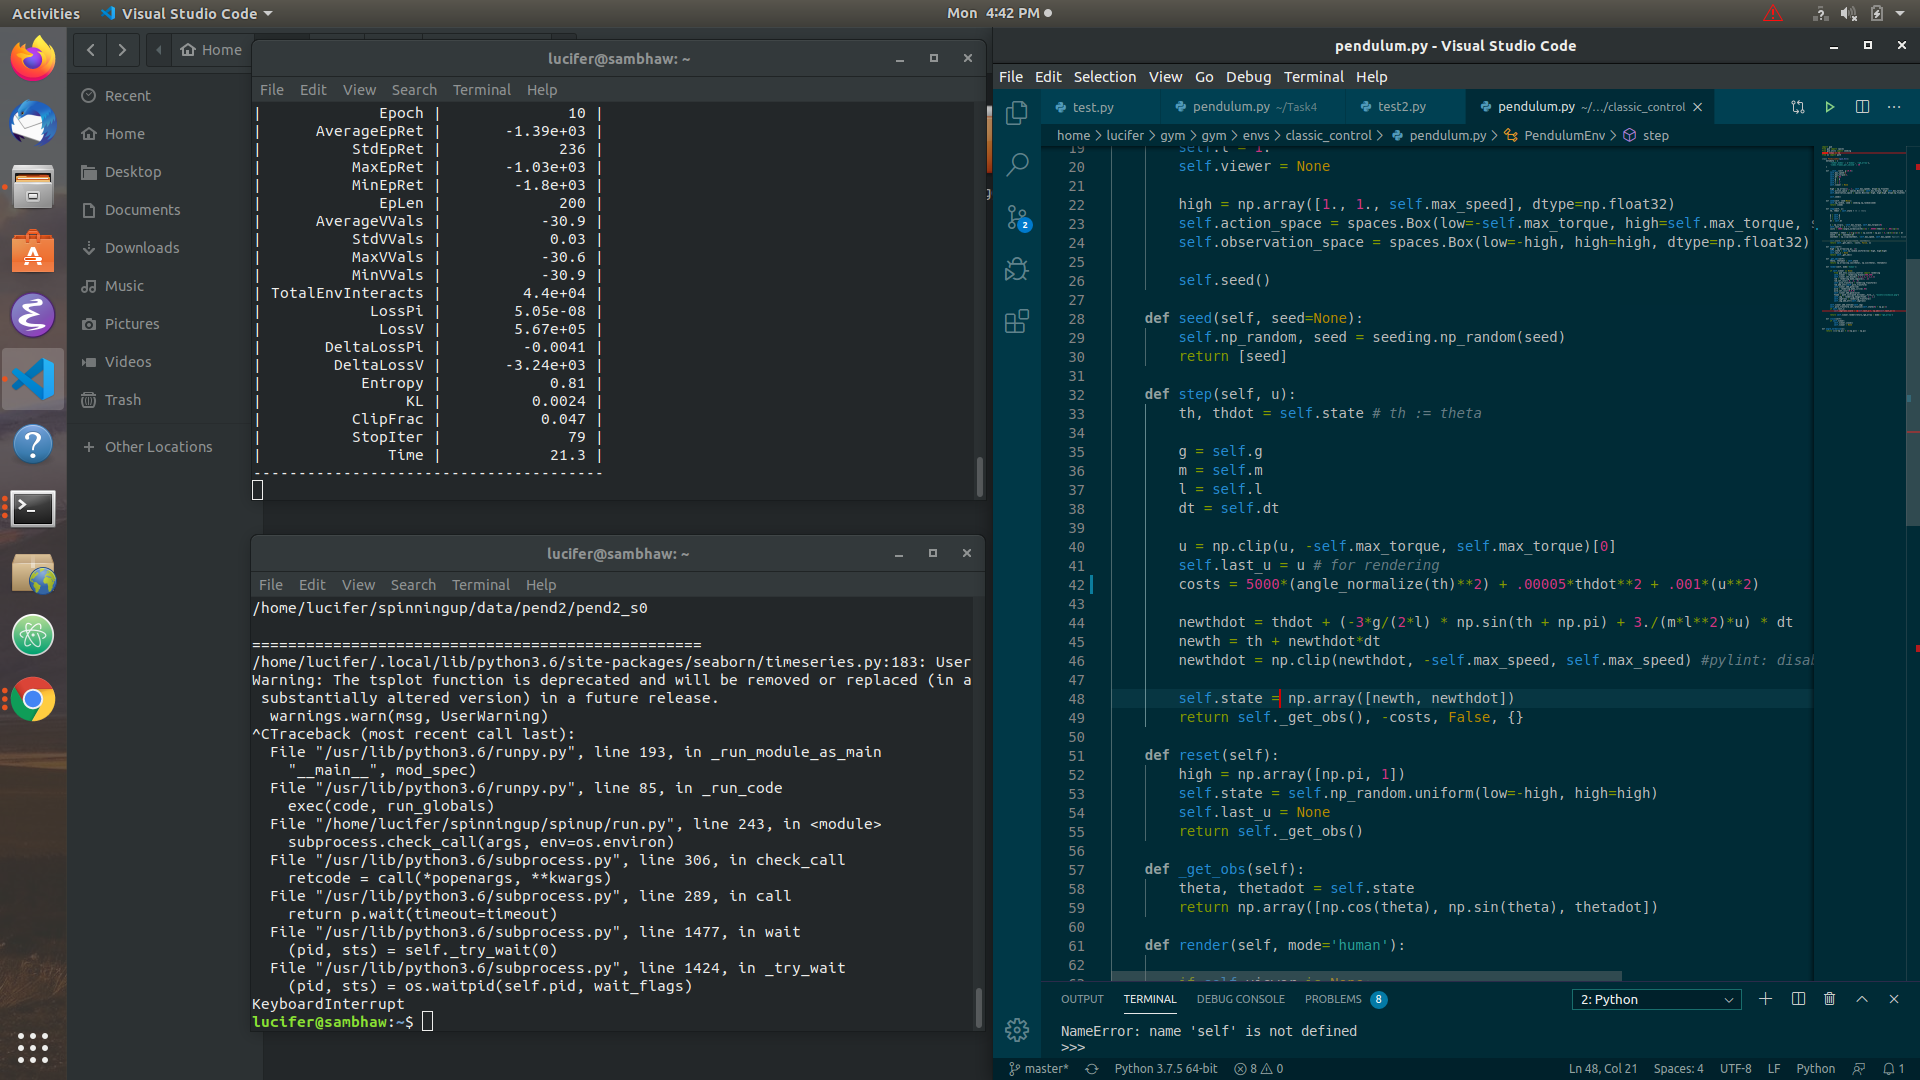 Activities
Visual Studio Code
Mon 4:42 PM
Home
Recent
Home
Desktop
Documents
Downloads
Music
Pictures
Videos
Trash
Other Locations
lucifer@sambhaw: ~
File Edit View Search Terminal Help
| Epoch | 10 |
| AverageEpRet | -1.39e+03 |
| StdEpRet | 236 |
| MaxEpRet | -1.03e+03 |
| MinEpRet | -1.8e+03 |
| EpLen | 200 |
| AverageVVals | -30.9 |
| StdVVals | 0.03 |
| MaxVVals | -30.6 |
| MinVVals | -30.9 |
| TotalEnvInteracts | 4.4e+04 |
| LossPi | 5.05e-08 |
| LossV | 5.67e+05 |
| DeltaLossPi | -0.0041 |
| DeltaLossV | -3.24e+03 |
| Entropy | 0.81 |
| KL | 0.0024 |
| ClipFrac | 0.047 |
| StopIter | 79 |
| Time | 21.3 |
---------------------------------------
lucifer@sambhaw: ~
File Edit View Search Terminal Help
/home/lucifer/spinningup/data/pend2/pend2_s0
==================================================
/home/lucifer/.local/lib/python3.6/site-packages/seaborn/timeseries.py:183: User
Warning: The tsplot function is deprecated and will be removed or replaced (in a
 substantially altered version) in a future release.
  warnings.warn(msg, UserWarning)
^CTraceback (most recent call last):
  File "/usr/lib/python3.6/runpy.py", line 193, in _run_module_as_main
    "__main__", mod_spec)
  File "/usr/lib/python3.6/runpy.py", line 85, in _run_code
    exec(code, run_globals)
  File "/home/lucifer/spinningup/spinup/run.py", line 243, in <module>
    subprocess.check_call(args, env=os.environ)
  File "/usr/lib/python3.6/subprocess.py", line 306, in check_call
    retcode = call(*popenargs, **kwargs)
  File "/usr/lib/python3.6/subprocess.py", line 289, in call
    return p.wait(timeout=timeout)
  File "/usr/lib/python3.6/subprocess.py", line 1477, in wait
    (pid, sts) = self._try_wait(0)
  File "/usr/lib/python3.6/subprocess.py", line 1424, in _try_wait
    (pid, sts) = os.waitpid(self.pid, wait_flags)
KeyboardInterrupt
lucifer@sambhaw:~$
pendulum.py - Visual Studio Code
File Edit Selection View Go Debug Terminal Help
test.py pendulum.py ~/Task4 test2.py pendulum.py ~/.../classic_control
home > lucifer > gym > gym > envs > classic_control > pendulum.py > PendulumEnv > step
2
19 self.l = 1.
20 self.viewer = None
21
22 high = np.array([1., 1., self.max_speed], dtype=np.float32)
23 self.action_space = spaces.Box(low=-self.max_torque, high=self.max_torque, s
24 self.observation_space = spaces.Box(low=-high, high=high, dtype=np.float32)
25
26 self.seed()
27
28 def seed(self, seed=None):
29 self.np_random, seed = seeding.np_random(seed)
30 return [seed]
31
32 def step(self, u):
33 th, thdot = self.state # th := theta
34
35 g = self.g
36 m = self.m
37 l = self.l
38 dt = self.dt
39
40 u = np.clip(u, -self.max_torque, self.max_torque)[0]
41 self.last_u = u # for rendering
42 costs = 5000*(angle_normalize(th)**2) + .00005*thdot**2 + .001*(u**2)
43
44 newthdot = thdot + (-3*g/(2*l) * np.sin(th + np.pi) + 3./(m*l**2)*u) * dt
45 newth = th + newthdot*dt
46 newthdot = np.clip(newthdot, -self.max_speed, self.max_speed) #pylint: disa
47
48 self.state = np.array([newth, newthdot])
49 return self._get_obs(), -costs, False, {}
50
51 def reset(self):
52 high = np.array([np.pi, 1])
53 self.state = self.np_random.uniform(low=-high, high=high)
54 self.last_u = None
55 return self._get_obs()
56
57 def _get_obs(self):
58 theta, thetadot = self.state
59 return np.array([np.cos(theta), np.sin(theta), thetadot])
60
61 def render(self, mode='human'):
62
OUTPUT TERMINAL DEBUG CONSOLE PROBLEMS 8 2: Python
NameError: name 'self' is not defined
>>>
master* Python 3.7.5 64-bit 8 0 Ln 48, Col 21 Spaces: 4 UTF-8 LF Python 1